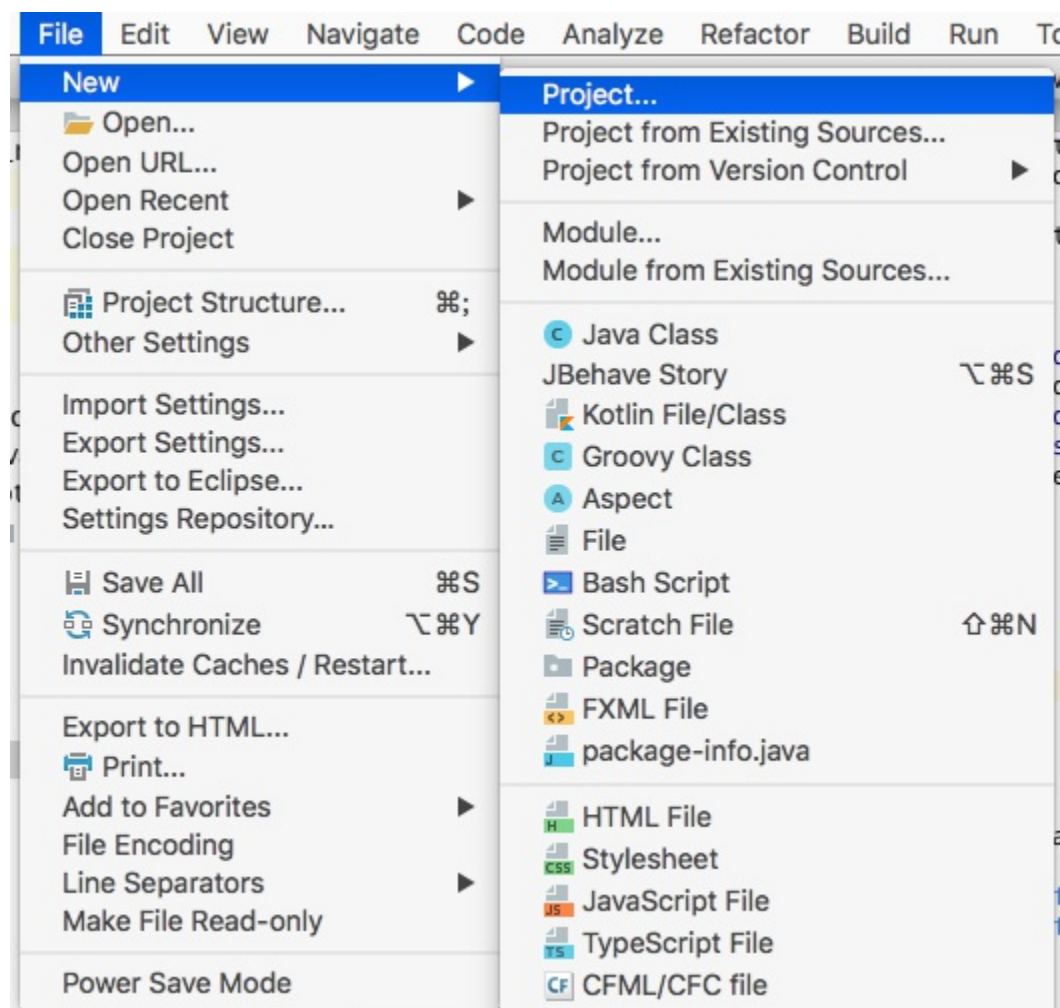 File Edit View Navigate Code Analyze Refactor Build Run
New
Open...
Open URL...
Open Recent
Close Project
Project Structure... ⌘;
Other Settings
Import Settings...
Export Settings...
Export to Eclipse...
Settings Repository...
Save All ⌘S
Synchronize ⌥⌘Y
Invalidate Caches / Restart...
Export to HTML...
Print...
Add to Favorites
File Encoding
Line Separators
Make File Read-only
Power Save Mode
Project...
Project from Existing Sources...
Project from Version Control
Module...
Module from Existing Sources...
C Java Class
JBehave Story ⌥⌘S
Kotlin File/Class
C Groovy Class
A Aspect
File
Bash Script
Scratch File ⇧⌘N
Package
FXML File
J package-info.java
H HTML File
CSS Stylesheet
JS JavaScript File
TS TypeScript File
CF CFML/CFC file